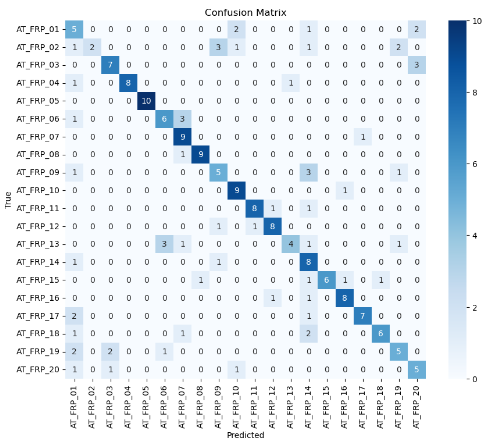 Confusion Matrix
True
AT_FRP_01 5 0 0 0 0 0 0 0 0 2 0 0 0 1 0 0 0 0 0 2
AT_FRP_02 1 2 0 0 0 0 0 0 3 1 0 0 0 1 0 0 0 0 2 0
AT_FRP_03 0 0 7 0 0 0 0 0 0 0 0 0 0 0 0 0 0 0 0 3
AT_FRP_04 1 0 0 8 0 0 0 0 0 0 0 0 1 0 0 0 0 0 0 0
AT_FRP_05 0 0 0 0 10 0 0 0 0 0 0 0 0 0 0 0 0 0 0 0
AT_FRP_06 1 0 0 0 0 6 3 0 0 0 0 0 0 0 0 0 0 0 0 0
AT_FRP_07 0 0 0 0 0 0 9 0 0 0 0 0 0 0 0 0 1 0 0 0
AT_FRP_08 0 0 0 0 0 0 1 9 0 0 0 0 0 0 0 0 0 0 0 0
AT_FRP_09 1 0 0 0 0 0 0 0 5 0 0 0 0 3 0 0 0 0 1 0
AT_FRP_10 0 0 0 0 0 0 0 0 0 9 0 0 0 0 0 1 0 0 0 0
AT_FRP_11 0 0 0 0 0 0 0 0 0 0 8 1 0 1 0 0 0 0 0 0
AT_FRP_12 0 0 0 0 0 0 0 0 1 0 1 8 0 0 0 0 0 0 0 0
AT_FRP_13 0 0 0 0 0 3 1 0 0 0 0 0 4 1 0 0 0 0 1 0
AT_FRP_14 1 0 0 0 0 0 0 0 1 0 0 0 0 8 0 0 0 0 0 0
AT_FRP_15 0 0 0 0 0 0 0 1 0 0 0 0 0 1 6 1 0 1 0 0
AT_FRP_16 0 0 0 0 0 0 0 0 0 0 0 1 0 1 0 8 0 0 0 0
AT_FRP_17 2 0 0 0 0 0 0 0 0 0 0 0 0 1 0 0 7 0 0 0
AT_FRP_18 1 0 0 0 0 0 1 0 0 0 0 0 0 2 0 0 0 6 0 0
AT_FRP_19 2 0 2 0 0 1 0 0 0 0 0 0 0 0 0 0 0 0 5 0
AT_FRP_20 1 0 1 0 0 0 0 0 0 1 0 0 0 0 0 0 0 0 0 5
AT_FRP_01 AT_FRP_02 AT_FRP_03 AT_FRP_04 AT_FRP_05 AT_FRP_06 AT_FRP_07 AT_FRP_08 AT_FRP_09 AT_FRP_10 AT_FRP_11 AT_FRP_12 AT_FRP_13 AT_FRP_14 AT_FRP_15 AT_FRP_16 AT_FRP_17 AT_FRP_18 AT_FRP_19 AT_FRP_20
Predicted
10
8
6
4
2
0